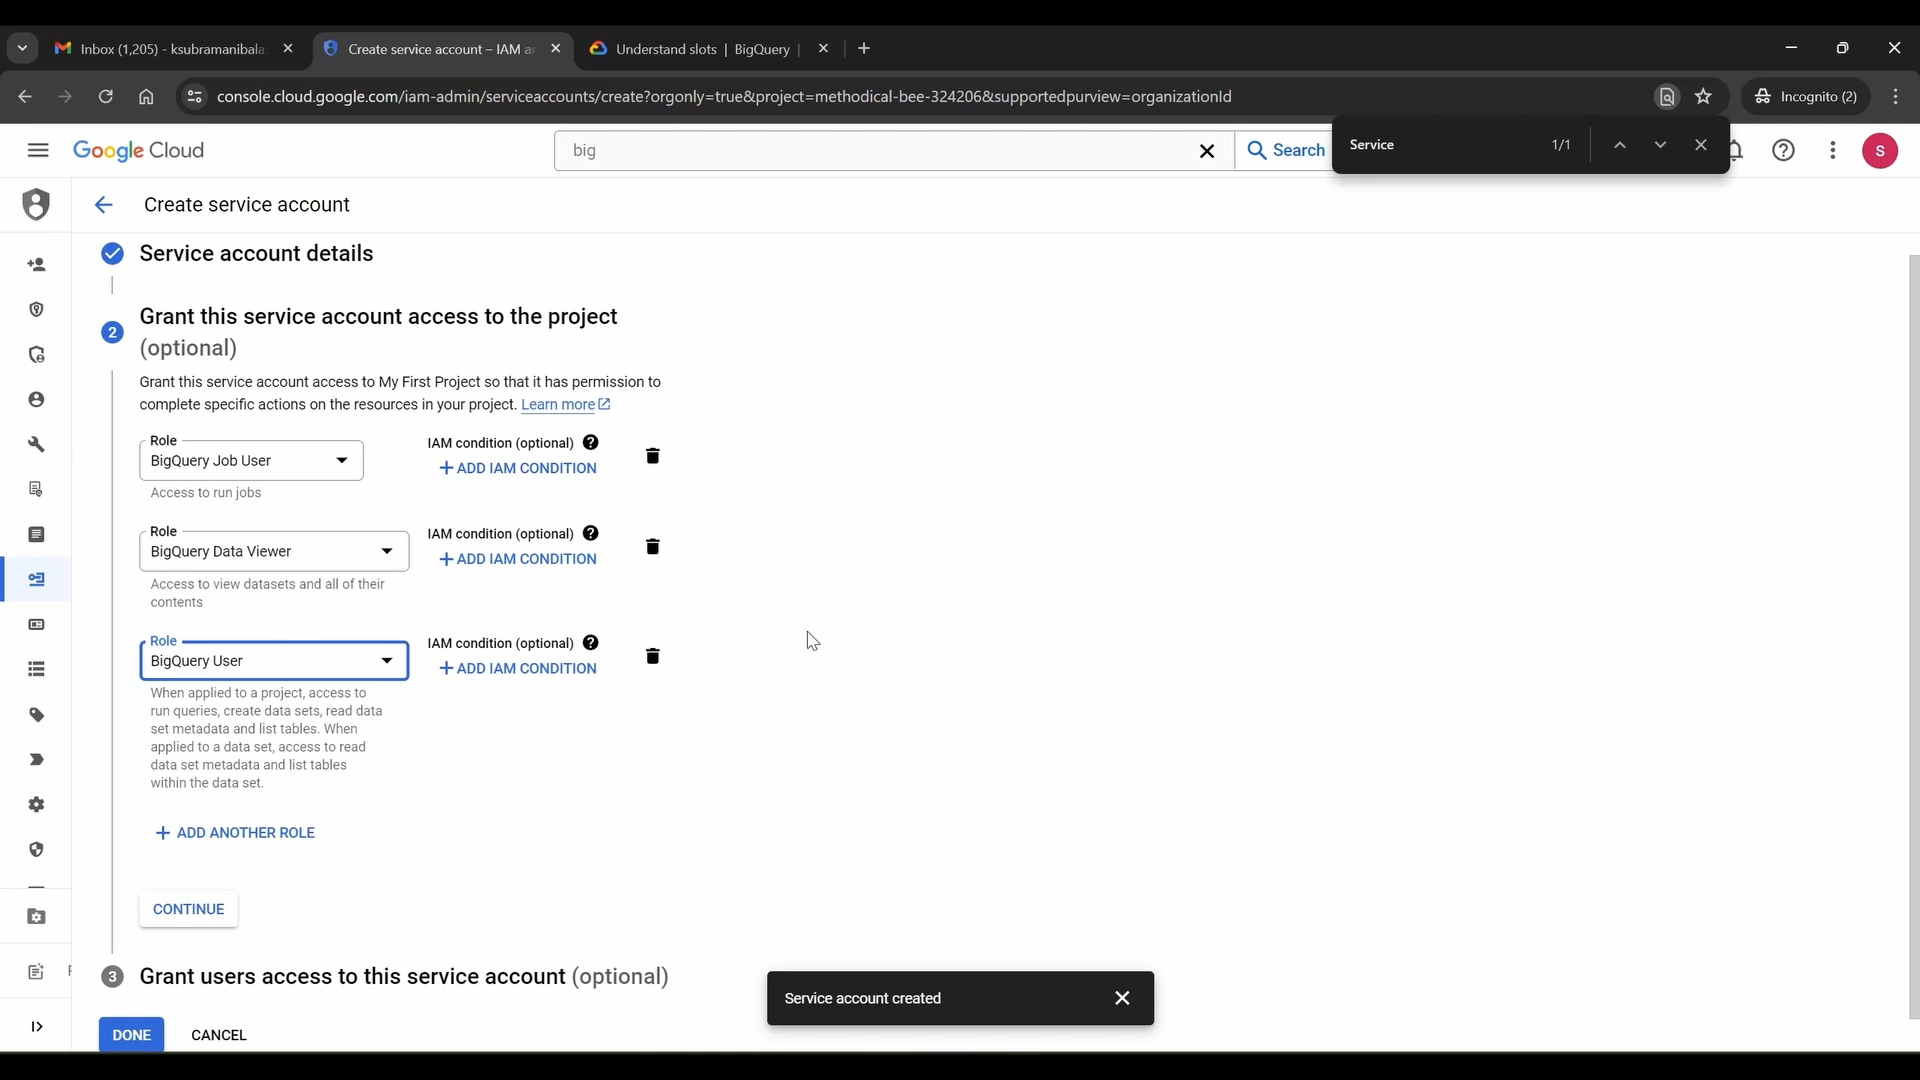 Inbox (1,205) - ksubramanibala
Create service account – IAM a
Understand slots | BigQuery
console.cloud.google.com/iam-admin/serviceaccounts/create?orgonly=true&project=methodical-bee-324206&supportedpurview=organizationId
Incognito (2)
Google Cloud
big
Search
Service
1/1
S
Create service account
Service account details
2
Grant this service account access to the project
(optional)
Grant this service account access to My First Project so that it has permission to
complete specific actions on the resources in your project. Learn more
Role
BigQuery Job User
IAM condition (optional)
+ ADD IAM CONDITION
Access to run jobs
Role
BigQuery Data Viewer
IAM condition (optional)
+ ADD IAM CONDITION
Access to view datasets and all of their
contents
Role
BigQuery User
IAM condition (optional)
+ ADD IAM CONDITION
When applied to a project, access to
run queries, create data sets, read data
set metadata and list tables. When
applied to a data set, access to read
data set metadata and list tables
within the data set.
+ ADD ANOTHER ROLE
CONTINUE
3
Grant users access to this service account (optional)
Service account created
DONE
CANCEL